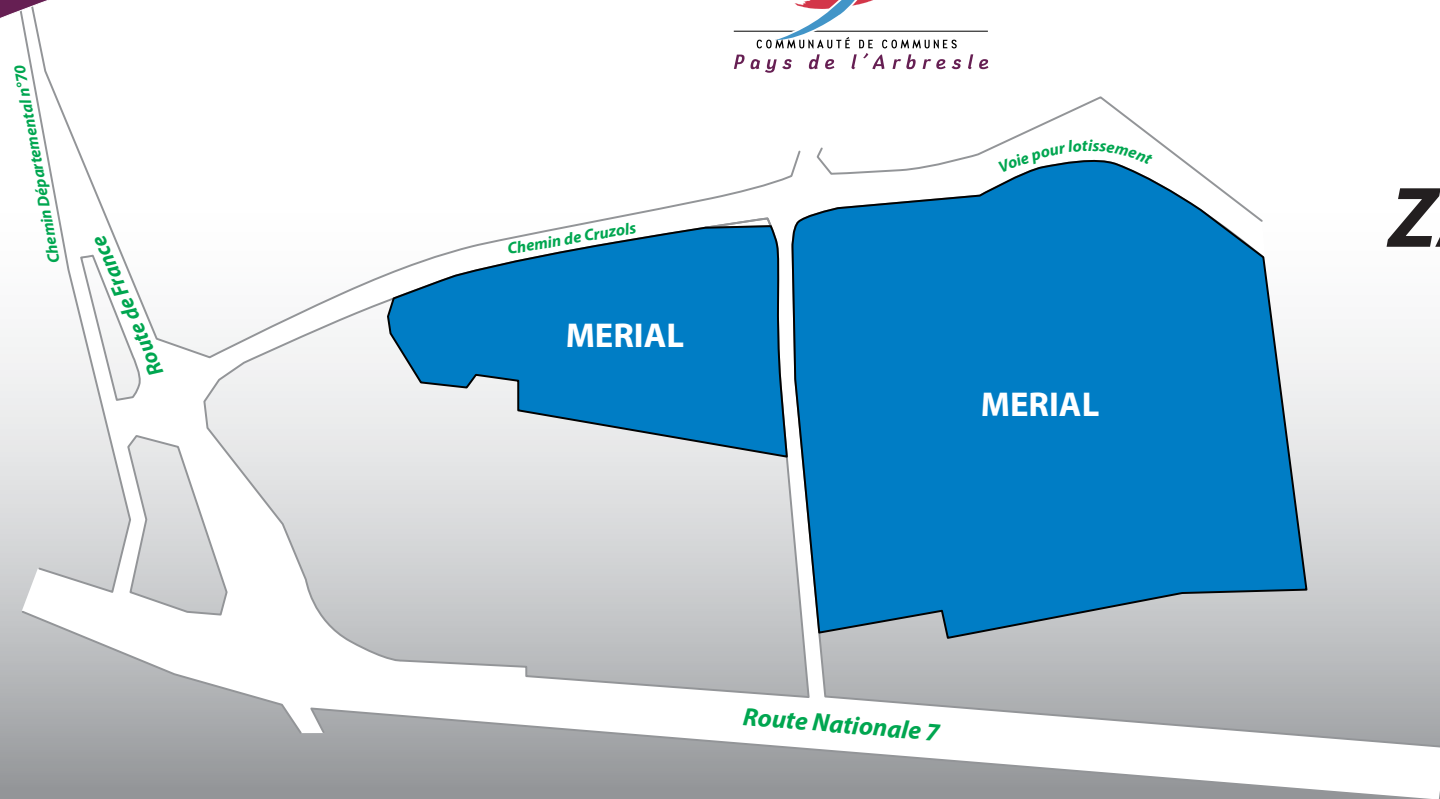 COMMUNAUTÉ DE COMMUNES
Pays de l'Arbresle
Chemin Départemental n°70
Route de France
Chemin de Cruzols
Voie pour lotissement
MERIAL
MERIAL
Route Nationale 7